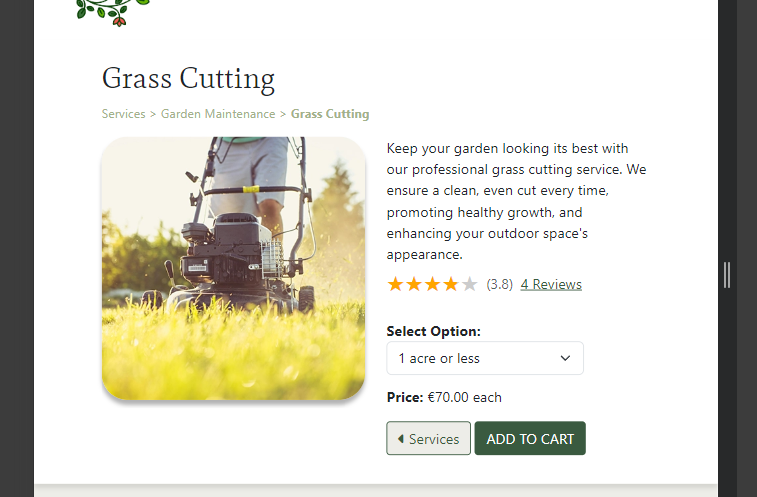 Grass Cutting
Services > Garden Maintenance > Grass Cutting
Keep your garden looking its best with
our professional grass cutting service. We
ensure a clean, even cut every time,
promoting healthy growth, and
enhancing your outdoor space's
appearance.
(3.8) 4 Reviews
Select Option:
1 acre or less
Price: €70.00 each
Services
ADD TO CART